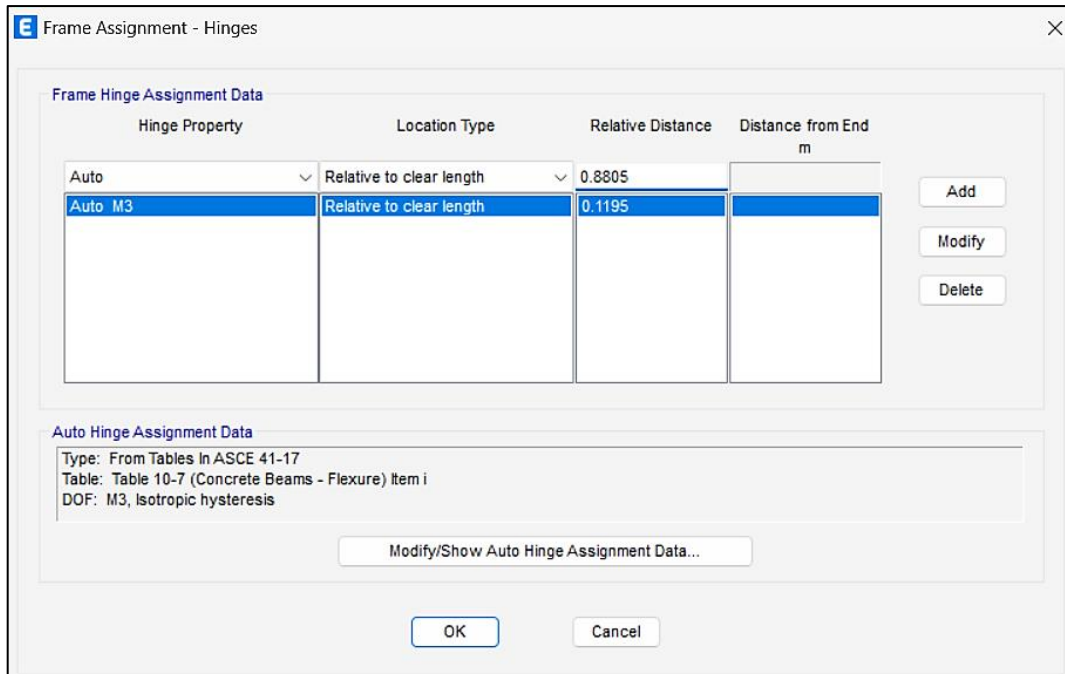 E Frame Assignment - Hinges
Frame Hinge Assignment Data
Hinge Property Location Type Relative Distance Distance from End
m
Auto Relative to clear length 0.8805
Auto M3 Relative to clear length 0.1195
Add
Modify
Delete
Auto Hinge Assignment Data
Type: From Tables In ASCE 41-17
Table: Table 10-7 (Concrete Beams - Flexure) Item i
DOF: M3, Isotropic hysteresis
Modify/Show Auto Hinge Assignment Data...
OK Cancel